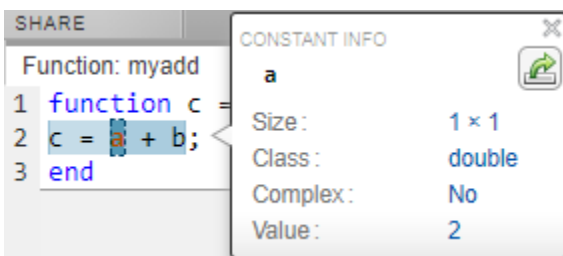 SHARE
Function: myadd
1 function c =
2 c = a + b;
3 end
CONSTANT INFO
a
Size: 1 × 1
Class: double
Complex: No
Value: 2